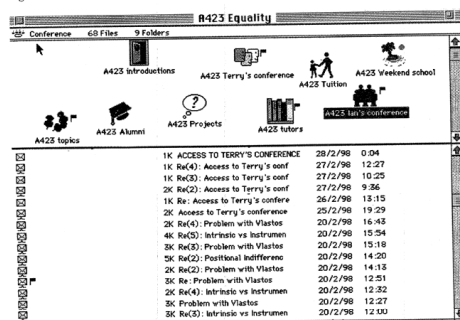 A423 Equality
Conference 68 Files 9 Folders
A423 introductions
A423 Terry's conference
A423 Tuition
A423 Weekend school
A423 topics
A423 Alumni
A423 Projects
A423 tutors
A423 Ian's conference
1K ACCESS TO TERRY'S CONFERENCE 28/2/98 0:04
1K Re(4): Access to Terry's conf 27/2/98 12:27
1K Re(3): Access to Terry's conf 27/2/98 10:25
2K Re(2): Access to Terry's conf 27/2/98 9:36
1K Re: Access to Terry's confere 26/2/98 13:15
2K Access to Terry's conference 25/2/98 19:29
2K Re(4): Problem with Vlastos 20/2/98 16:43
4K Re(5): Intrinsic vs Instrumen 20/2/98 15:54
3K Re(3): Problem with Vlastos 20/2/98 15:18
5K Re(2): Positional Indifferenc 20/2/98 14:20
2K Re(2): Problem with Vlastos 20/2/98 14:13
3K Re: Problem with Vlastos 20/2/98 12:51
2K Re(4): Intrinsic vs Instrumen 20/2/98 12:32
3K Problem with Vlastos 20/2/98 12:27
3K Re(3): Intrinsic vs Instrumen 20/2/98 12:00